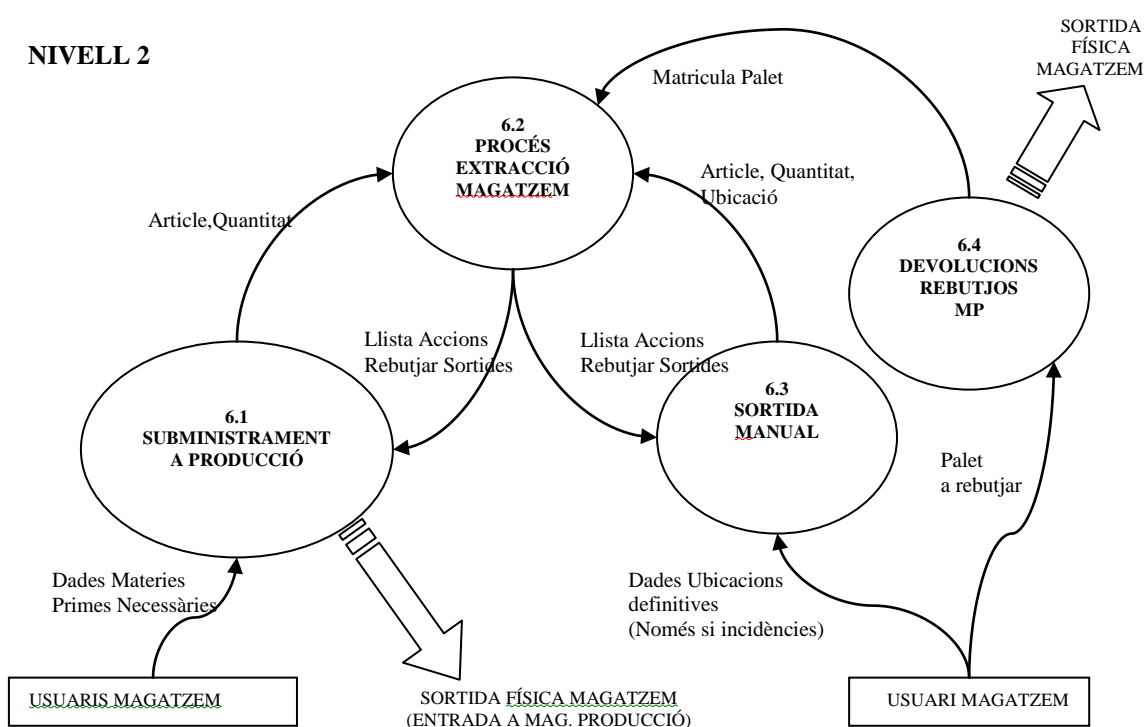 NIVELL 2
SORTIDA
FÍSICA
MAGATZEM
Matricula Palet
6.2
PROCÉS
EXTRACCIÓ
MAGATZEM
Article, Quantitat,
Ubicació
Article,Quantitat
6.4
DEVOLUCIONS
REBUTJOS
MP
Llista Accions
Rebutjar Sortides
Llista Accions
Rebutjar Sortides
6.1
SUBMINISTRAMENT
A PRODUCCIÓ
6.3
SORTIDA
MANUAL
Palet
a rebutjar
Dades Materies
Primes Necessàries
Dades Ubicacions
definitives
(Només si incidències)
USUARIS MAGATZEM
SORTIDA FÍSICA MAGATZEM
(ENTRADA A MAG. PRODUCCIÓ)
USUARI MAGATZEM